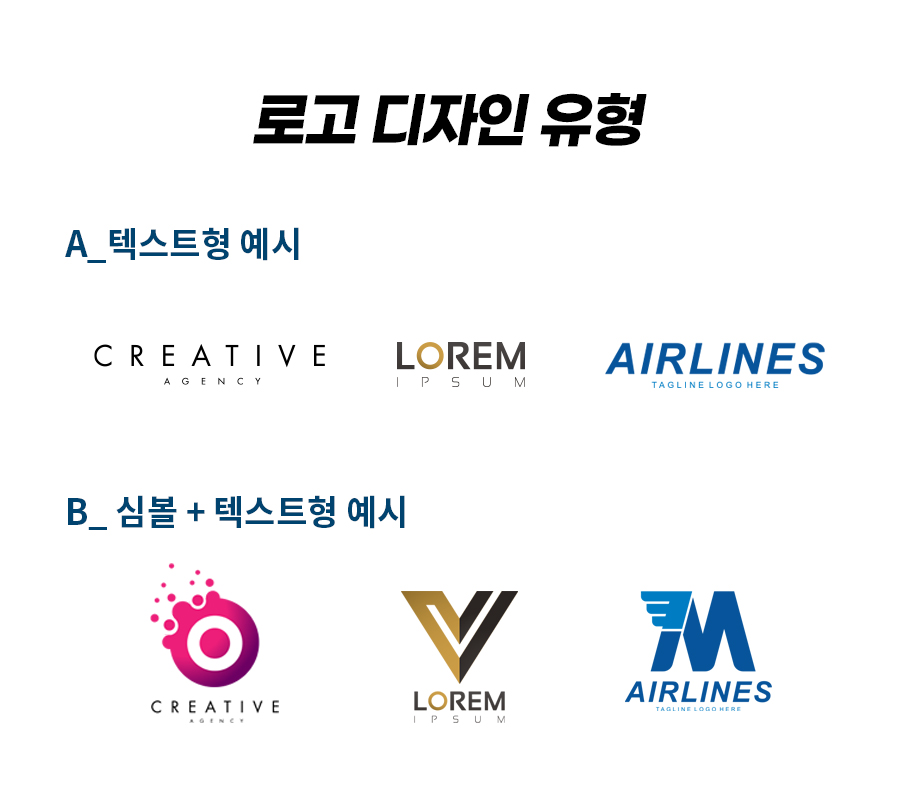 로고 디자인 유형
A_텍스트형 예시
CREATIVE
AGENCY
LOREM
IPSUM
AIRLINES
TAGLINE LOGO HERE
B_ 심볼 + 텍스트형 예시
CREATIVE
AGENCY
LOREM
IPSUM
M
AIRLINES
TAGLINE LOGO HERE